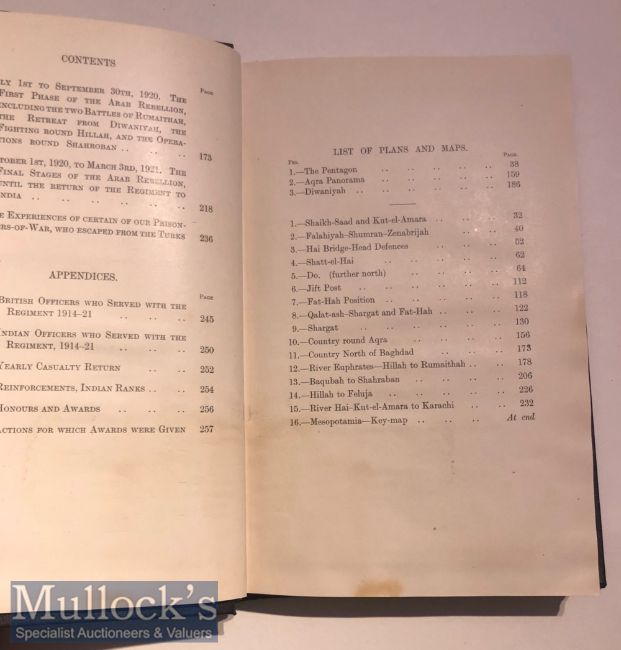 CONTENTS
Page
LY 1ST TO SEPTEMBER 30TH, 1920. THE
FIRST PHASE OF THE ARAB REBELLION,
INCLUDING THE TWO BATTLES OF RUMAITHAH,
THE RETREAT FROM DIWANIYAH, THE
FIGHTING ROUND HILLAH, AND THE OPERA-
TIONS ROUND SHAROBAN .. .. .. 173
TOBER 1ST, 1920, TO MARCH 3RD, 1921. THE
FINAL STAGES OF THE ARAB REBELLION,
UNTIL THE RETURN OF THE REGIMENT TO
INDIA .. .. .. .. .. .. 218
E EXPERIENCES OF CERTAIN OF OUR PRISON-
ERS-OF-WAR, WHO ESCAPED FROM THE TURKS 236
APPENDICES.
Page
BRITISH OFFICERS WHO SERVED WITH THE
REGIMENT 1914-21 .. .. .. 245
INDIAN OFFICERS WHO SERVED WITH THE
REGIMENT, 1914-21 .. .. .. 250
YEARLY CASUALTY RETURN .. .. .. 252
REINFORCEMENTS, INDIAN RANKS .. .. 254
HONOURS AND AWARDS .. .. .. 256
ACTIONS FOR WHICH AWARDS WERE GIVEN 257
LIST OF PLANS AND MAPS.
PAGE.
1.—The Pentagon .. .. .. .. .. 38
2.—Aqra Panorama .. .. .. .. .. 159
3.—Diwaniyah .. .. .. .. .. .. 186
1.—Shaikh-Saad and Kut-el-Amara .. .. .. 32
2.—Falahiyah-Shumran-Zenabrijah .. .. .. 40
3.—Hai Bridge-Head Defences .. .. .. 52
4.—Shatt-el-Hai .. .. .. .. .. 62
5.—Do. (further north) .. .. .. .. 64
6.—Jift Post .. .. .. .. .. .. 112
7.—Fat-Hah Position .. .. .. .. .. 118
8.—Qalat-ash-Shargat and Fat-Hah .. .. .. 122
9.—Shargat .. .. .. .. .. .. 130
10.—Country round Aqra .. .. .. .. 156
11.—Country North of Baghdad .. .. .. 173
12.—River Euphrates—Hillah to Rumaithah .. .. 178
13.—Baqubah to Shahraban .. .. .. .. 206
14.—Hillah to Feluja .. .. .. .. .. 226
15.—River Hai-Kut-el-Amara to Karachi .. .. 232
16.—Mesopotamia—Key-map .. .. .. At end
Mullock's
Specialist Auctioneers & Valuers